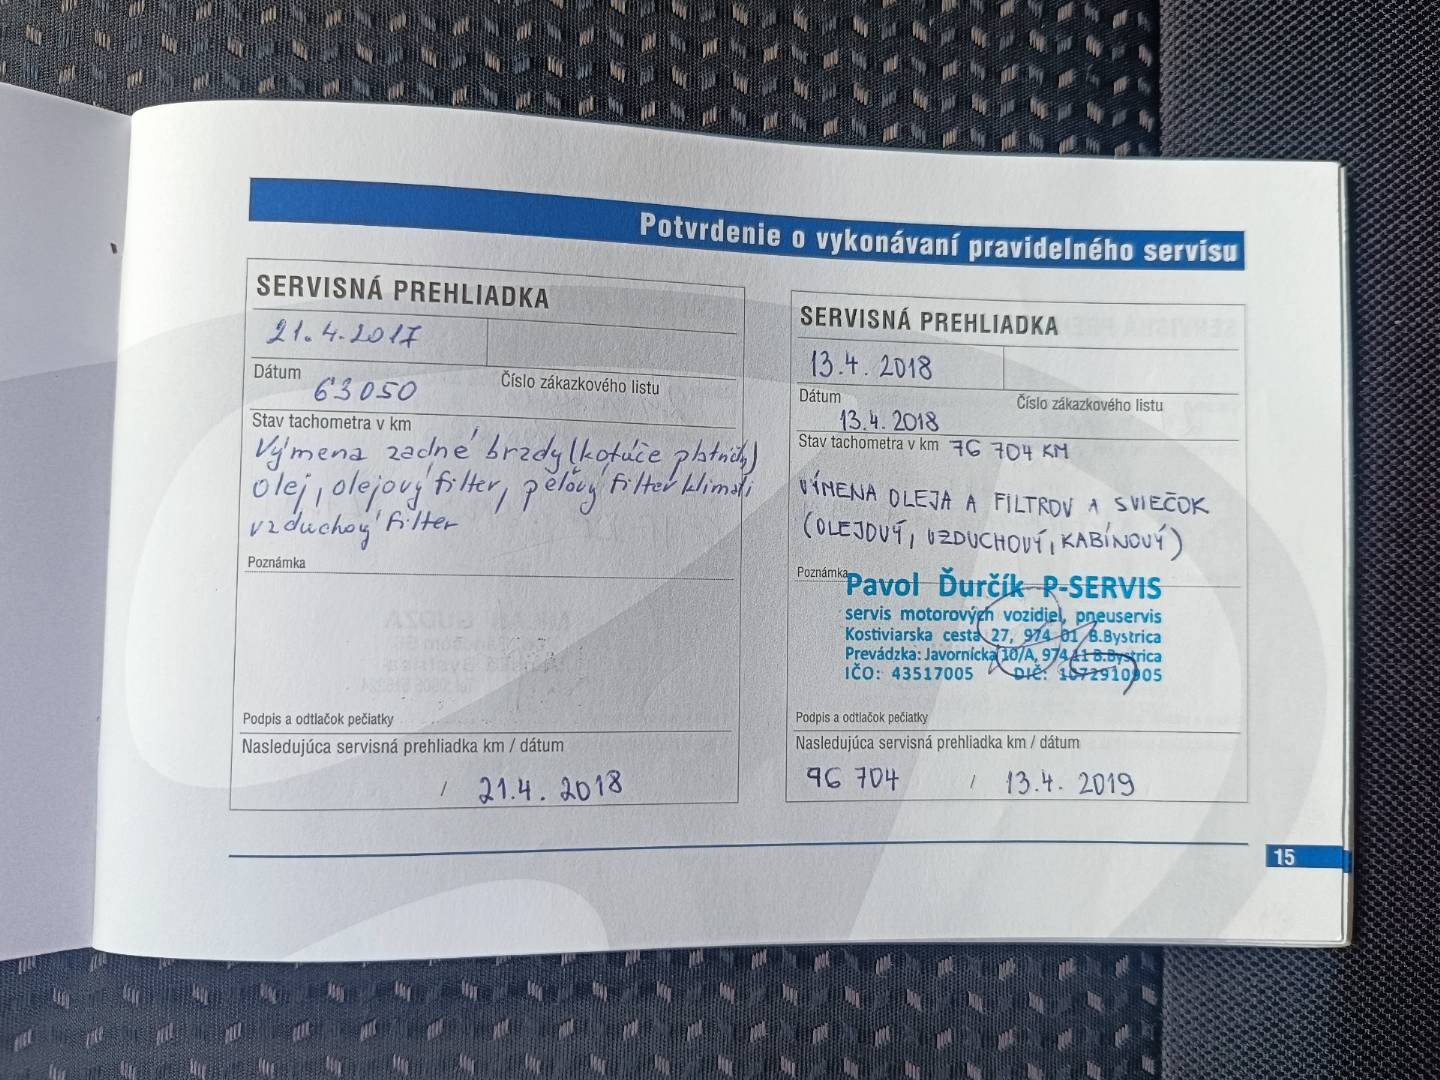 Potvrdenie o vykonávaní pravidelného servisu
SERVISNÁ PREHLIADKA
21.4.2017
Dátum
Číslo zákazkového listu
63050
Stav tachometra v km
Výmena zadné brzdy (kotúče platničky)
olej, olejový filter, pelový filter klimati
vzduchový filter
Poznámka
Podpis a odtlačok pečiatky
Nasledujúca servisná prehliadka km / dátum
/ 21.4.2018
SERVISNÁ PREHLIADKA
13.4.2018
Dátum
Číslo zákazkového listu
13.4.2018
Stav tachometra v km 76 704 KM
VÝMENA OLEJA A FILTROV A SVIEČOK
(OLEJOVÝ, VZDUCHOVÝ, KABÍNOVÝ)
Poznámka
Pavol Ďurčík P-SERVIS
servis motorových vozidiel, pneuservis
Kostiviarska cesta 27, 974 01 B.Bystrica
Prevádzka: Javornícka 10/A, 974 11 B.Bystrica
IČO: 43517005 DIČ: 1072910905
Podpis a odtlačok pečiatky
Nasledujúca servisná prehliadka km / dátum
96 704 / 13.4.2019
15